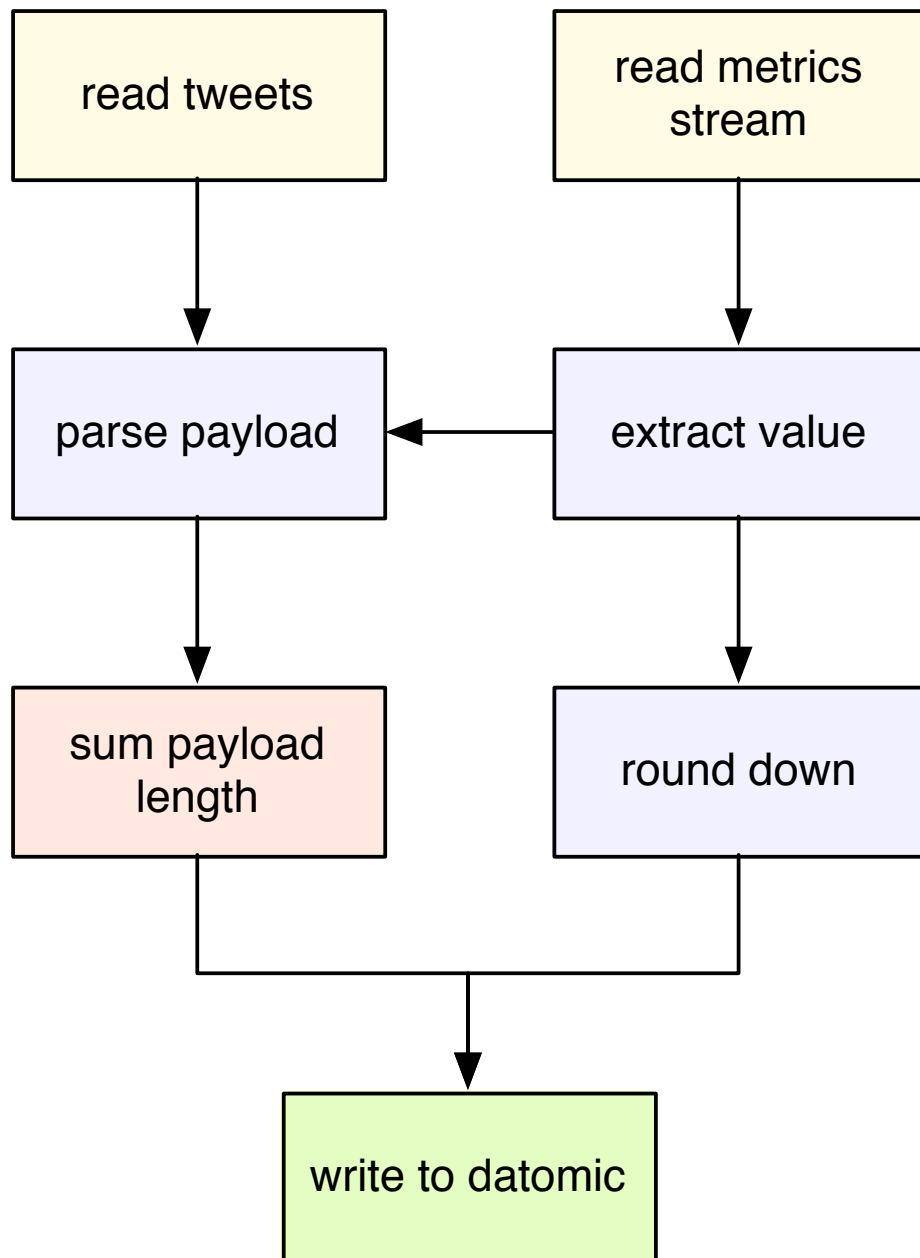 read tweets
read metrics
stream
parse payload
extract value
sum payload
length
round down
write to datomic